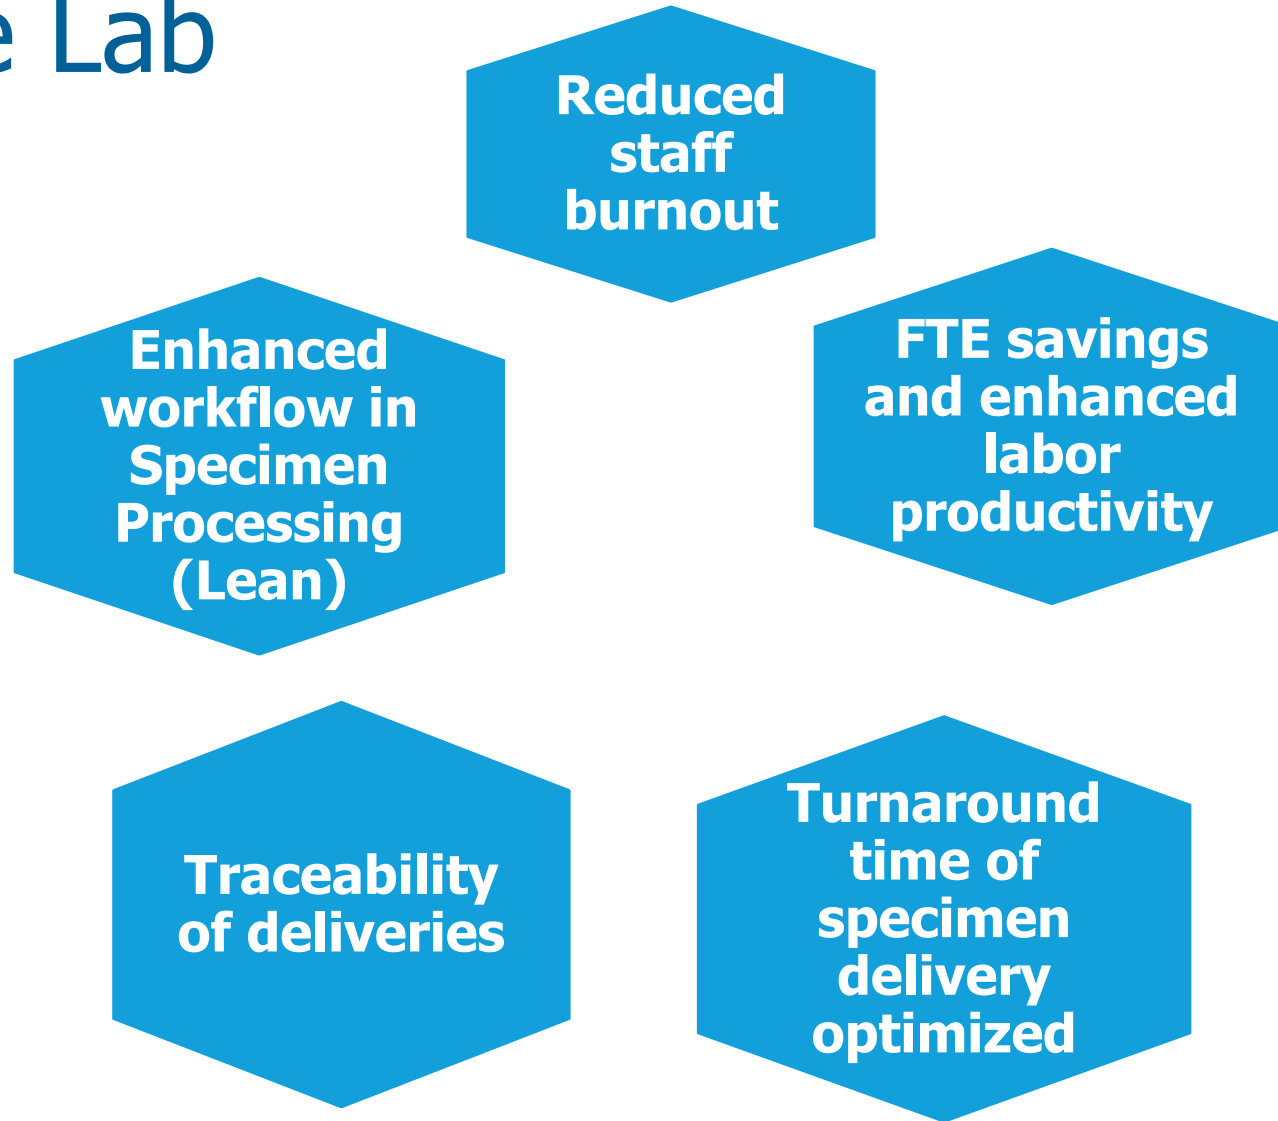 e Lab
Reduced
staff
burnout
Enhanced
workflow in
Specimen
Processing
(Lean)
FTE savings
and enhanced
labor
productivity
Traceability
of deliveries
Turnaround
time of
specimen
delivery
optimized